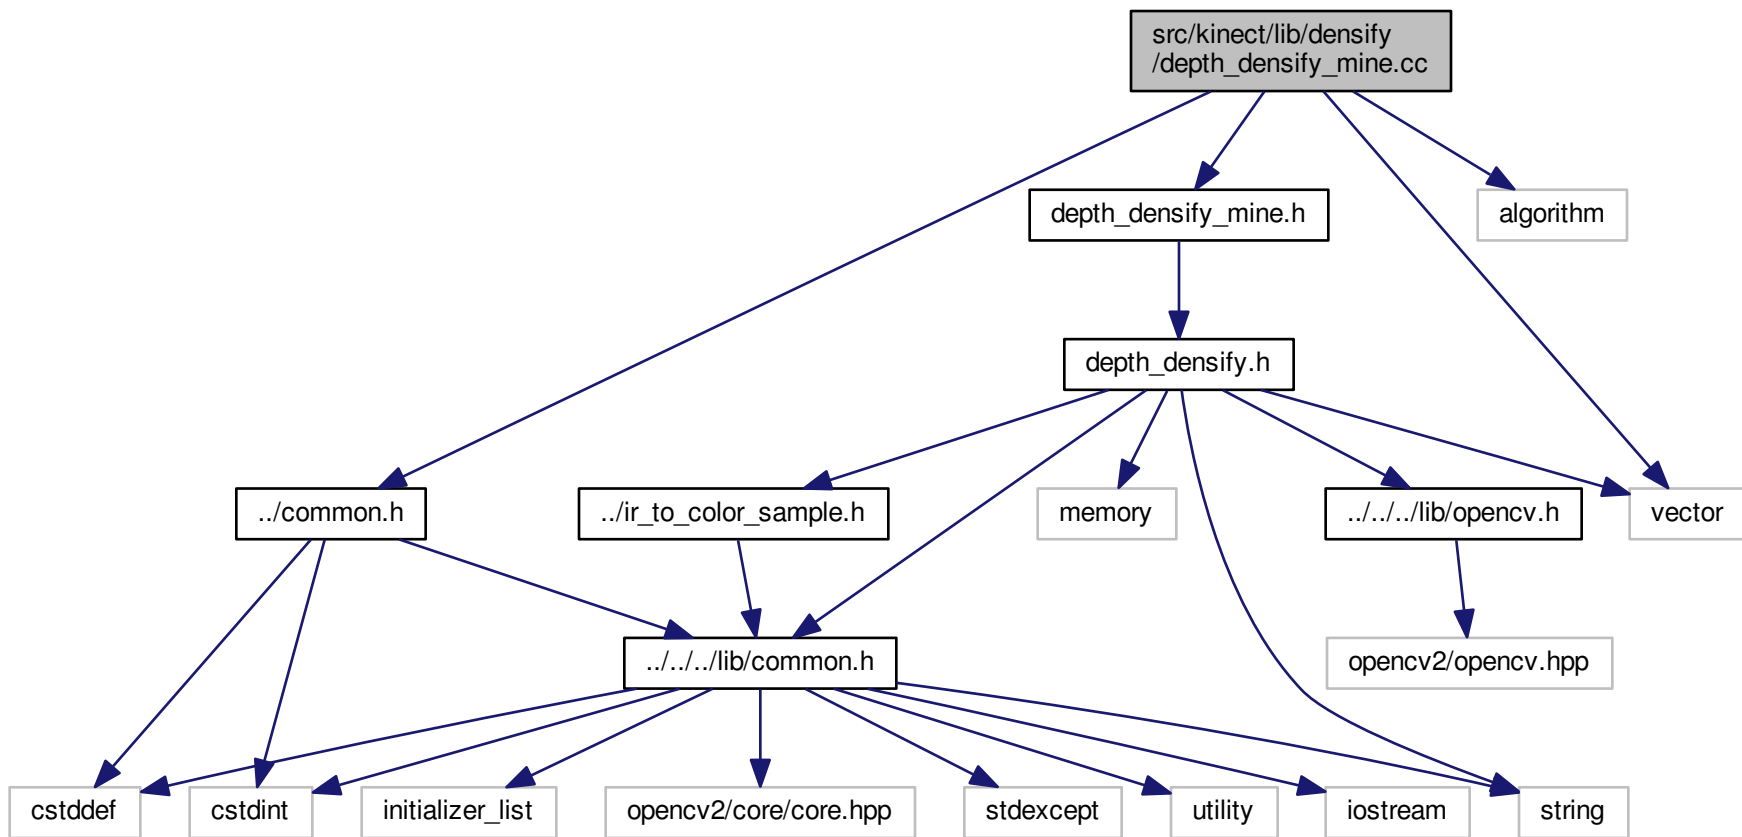 src/kinect/lib/densify
/depth_densify_mine.cc
depth_densify_mine.h
algorithm
depth_densify.h
../common.h
../ir_to_color_sample.h
memory
../../../lib/opencv.h
vector
../../../lib/common.h
opencv2/opencv.hpp
cstddef
cstdint
initializer_list
opencv2/core/core.hpp
stdexcept
utility
iostream
string